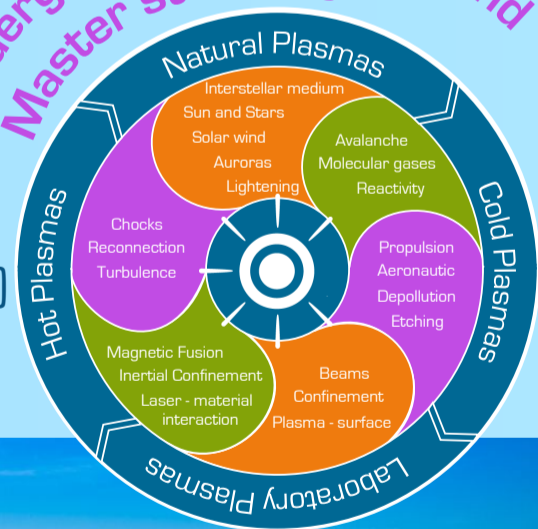 Master
Natural Plasmas
Interstellar medium
Sun and Stars
Solar wind
Auroras
Lightening
Avalanche
Molecular gases
Reactivity
Cold Plasmas
Propulsion
Aeronautic
Depollution
Etching
Hot Plasmas
Chocks
Reconnection
Turbulence
Magnetic Fusion
Inertial Confinement
Laser - material
interaction
Beams
Confinement
Plasma - surface
Laboratory Plasmas